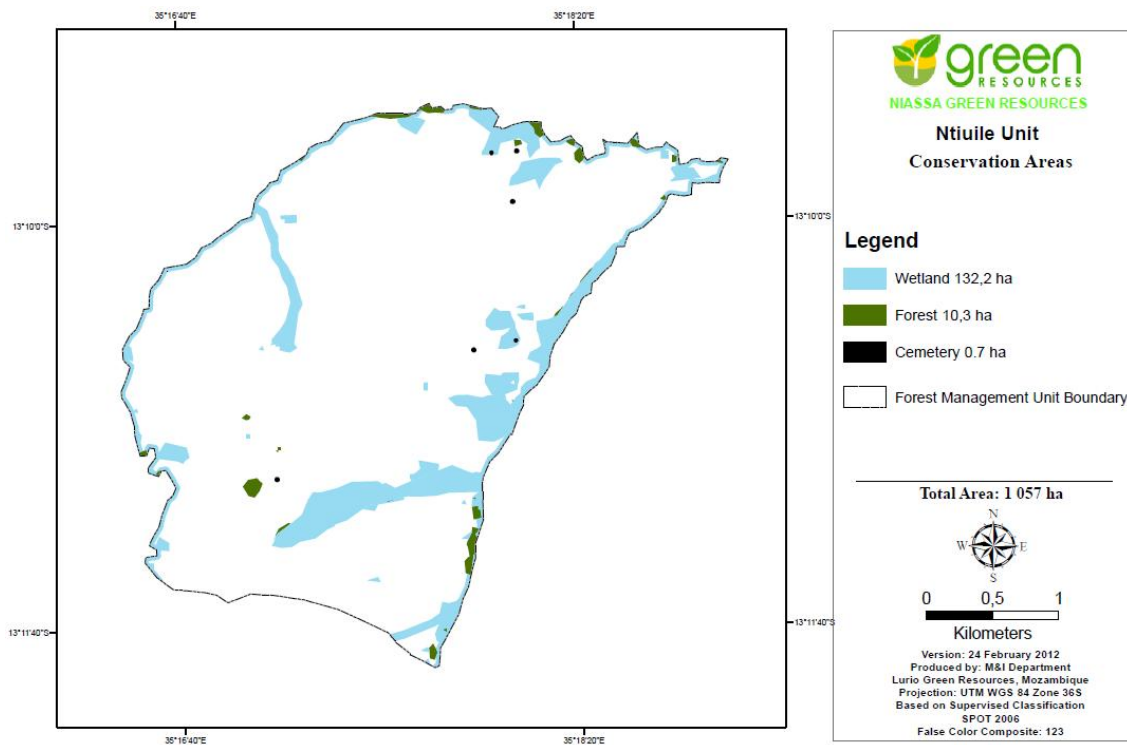 35°16'40"E
35°18'20"E
13°10'0"S
13°10'0"S
13°11'40"S
13°11'40"S
35°16'40"E
35°18'20"E
green
RESOURCES
NIASSA GREEN RESOURCES
Ntiuile Unit
Conservation Areas
Legend
Wetland 132,2 ha
Forest 10,3 ha
Cemetery 0.7 ha
Forest Management Unit Boundary
Total Area: 1 057 ha
N
W E
S
0 0,5 1
Kilometers
Version: 24 February 2012
Produced by: M&I Department
Lurio Green Resources, Mozambique
Projection: UTM WGS 84 Zone 36S
Based on Supervised Classification
SPOT 2006
False Color Composite: 123